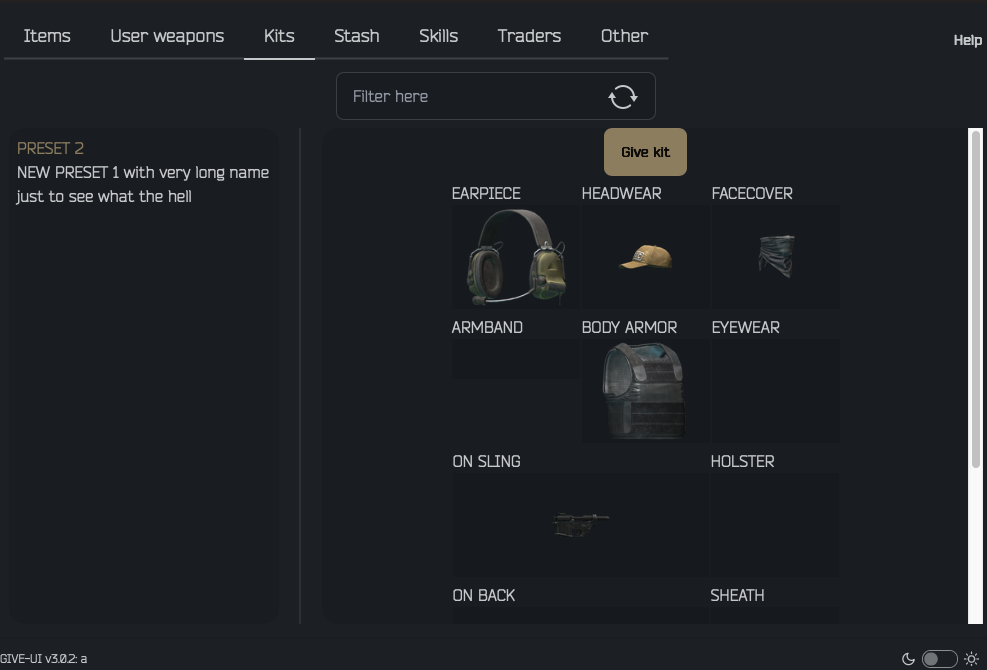 Items User weapons Kits Stash Skills Traders Other
Help
Filter here
PRESET 2
NEW PRESET 1 with very long name
just to see what the hell
Give kit
EARPIECE HEADWEAR FACECOVER
ARMBAND BODY ARMOR EYEWEAR
ON SLING HOLSTER
ON BACK SHEATH
GIVE-UI v3.0.2: a